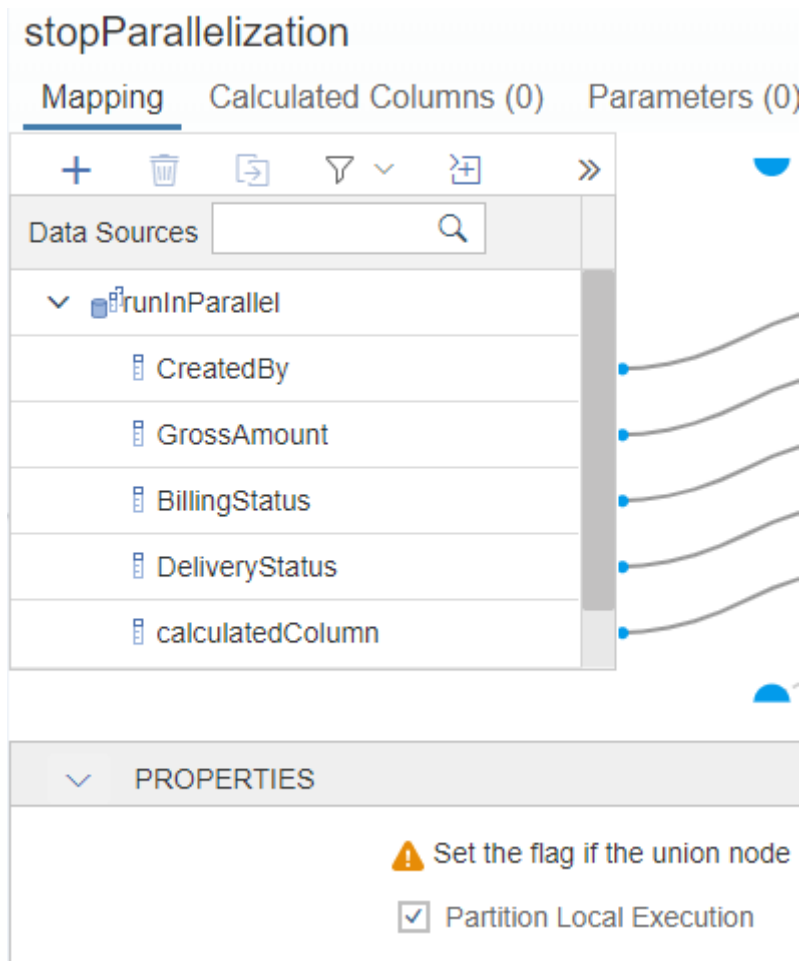 stopParallelization
Mapping Calculated Columns (0) Parameters (0)
Data Sources
runInParallel
CreatedBy
GrossAmount
BillingStatus
DeliveryStatus
calculatedColumn
PROPERTIES
Set the flag if the union node
Partition Local Execution